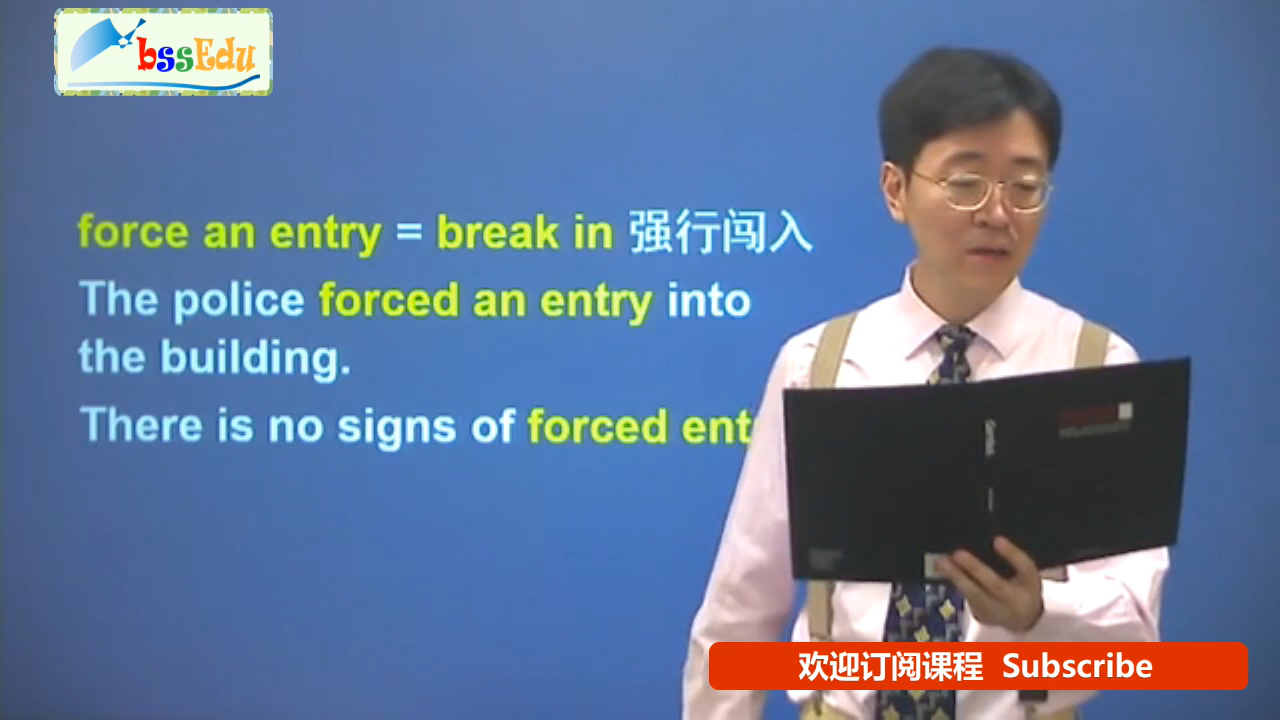 bssEdu
force an entry = break in 强行闯入
The police forced an entry into
the building.
There is no signs of forced
欢迎订阅课程 Subscribe